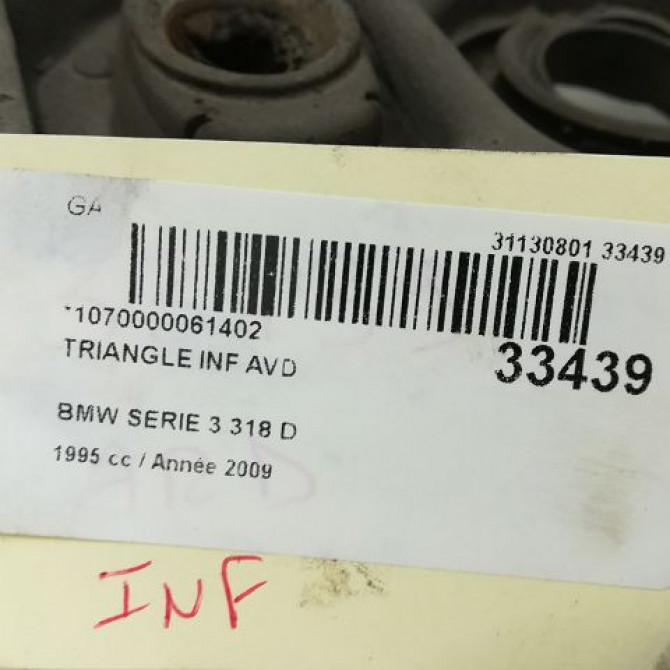 GA
31130801 33439
*1070000061402
33439
TRIANGLE INF AVD
BMW SERIE 3 318 D
1995 cc / Année 2009
INF